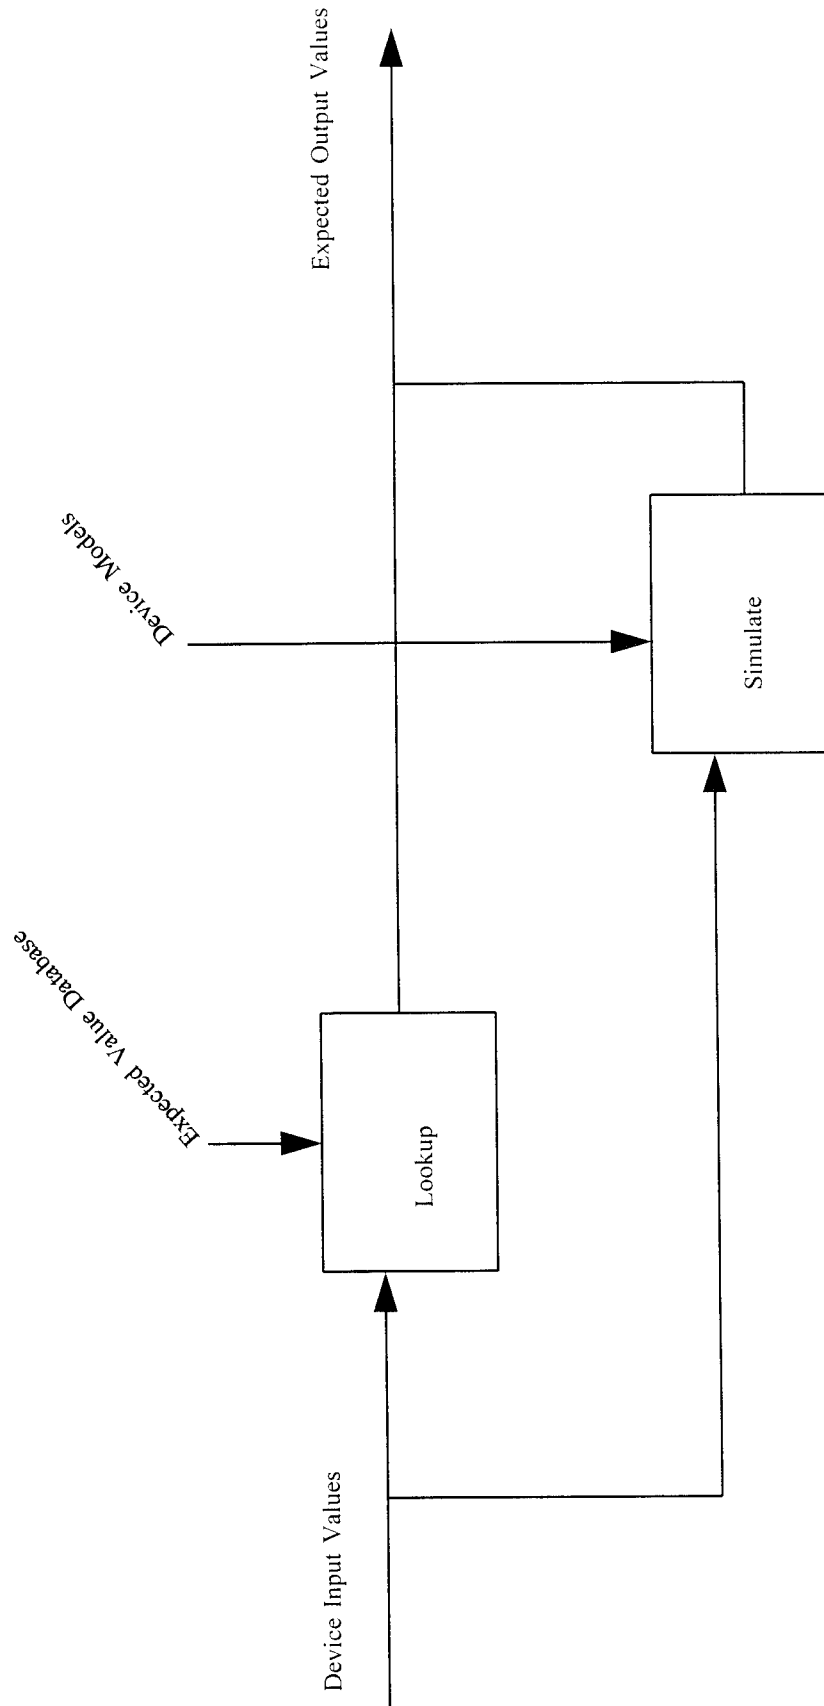 Device Input Values
Expected Value Database
Lookup
Device Models
Simulate
Expected Output Values